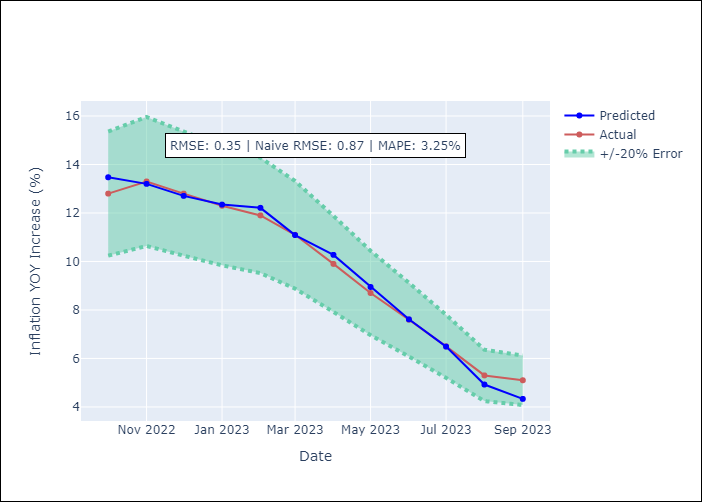 RMSE: 0.35 | Naive RMSE: 0.87 | MAPE: 3.25%
Predicted
Actual
+/-20% Error
Inflation YOY Increase (%)
16
14
12
10
8
6
4
Nov 2022
Jan 2023
Mar 2023
May 2023
Jul 2023
Sep 2023
Date